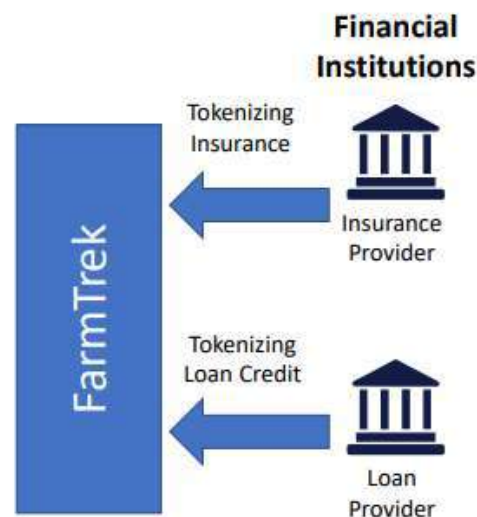 Financial
Institutions
Tokenizing
Insurance
Insurance
Provider
FarmTrek
Tokenizing
Loan Credit
Loan
Provider